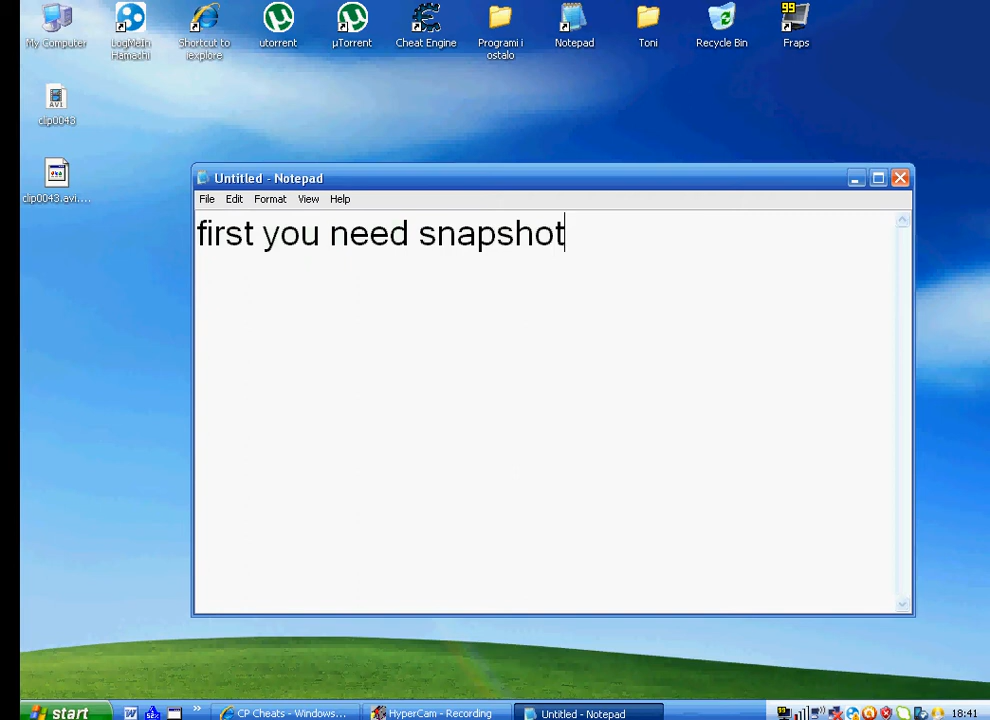 My Computer
LogMeIn Hamachi
Shortcut to iexplore
utorrent
µTorrent
Cheat Engine
Programi i ostalo
Notepad
Toni
Recycle Bin
99
Fraps
AVI
clip0043
clip0043.avi....
Untitled - Notepad
File Edit Format View Help
first you need snapshot
start
CP Cheats - Windows...
HyperCam - Recording
Untitled - Notepad
18:41